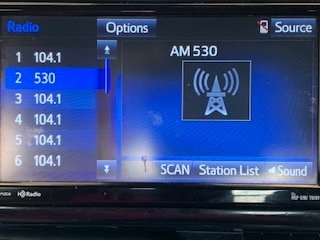 Radio Options Source
AM 530
1 104.1
2 530
3 104.1
4 104.1
5 104.1
6 104.1
SCAN Station List Sound
HD Radio